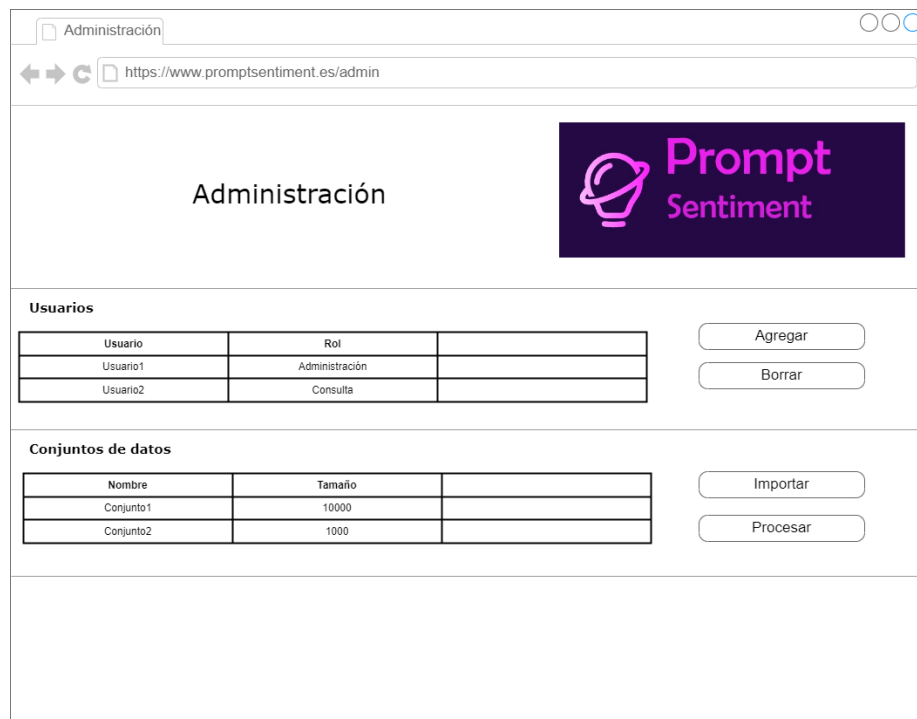 Administración
https://www.promptsentiment.es/admin
Administración
Prompt
Sentiment
Usuarios
Usuario Rol
Usuario1 Administración
Usuario2 Consulta
Agregar
Borrar
Conjuntos de datos
Nombre Tamaño
Conjunto1 10000
Conjunto2 1000
Importar
Procesar